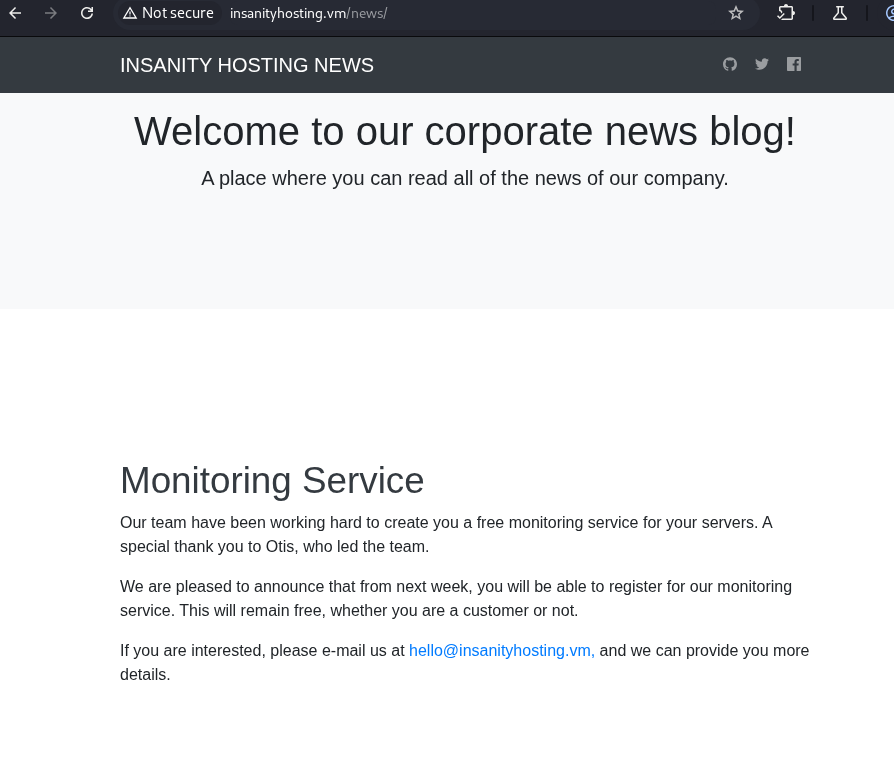 Not secure insanityhosting.vm/news/
INSANITY HOSTING NEWS
Welcome to our corporate news blog!
A place where you can read all of the news of our company.
Monitoring Service
Our team have been working hard to create you a free monitoring service for your servers. A
special thank you to Otis, who led the team.
We are pleased to announce that from next week, you will be able to register for our monitoring
service. This will remain free, whether you are a customer or not.
If you are interested, please e-mail us at hello@insanityhosting.vm, and we can provide you more
details.